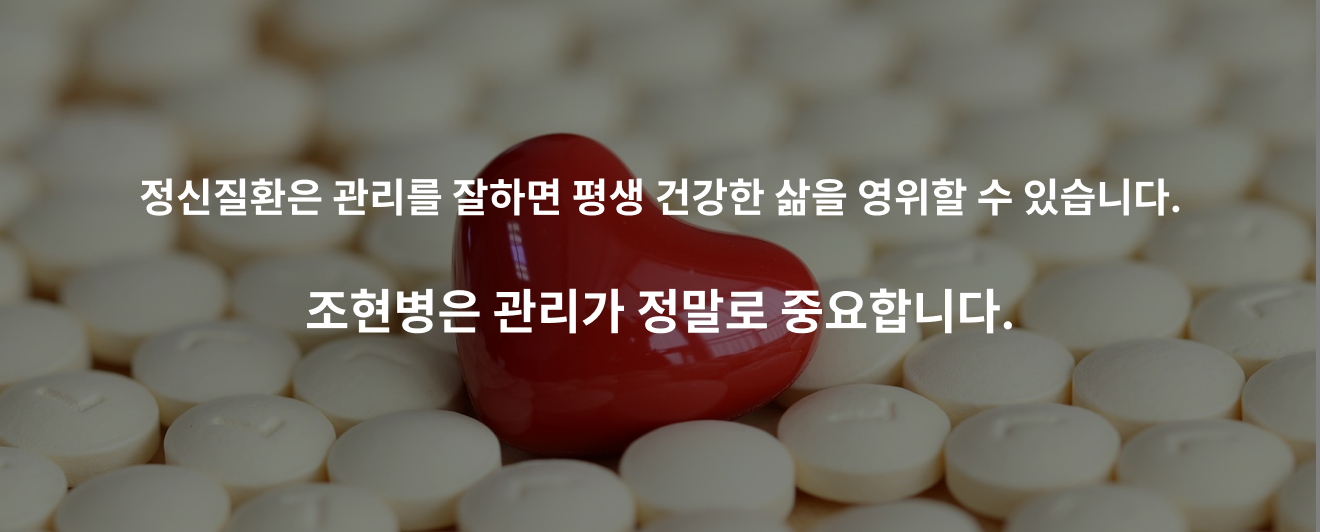 정신질환은 관리를 잘하면 평생 건강한 삶을 영위할 수 있습니다.
조현병은 관리가 정말로 중요합니다.